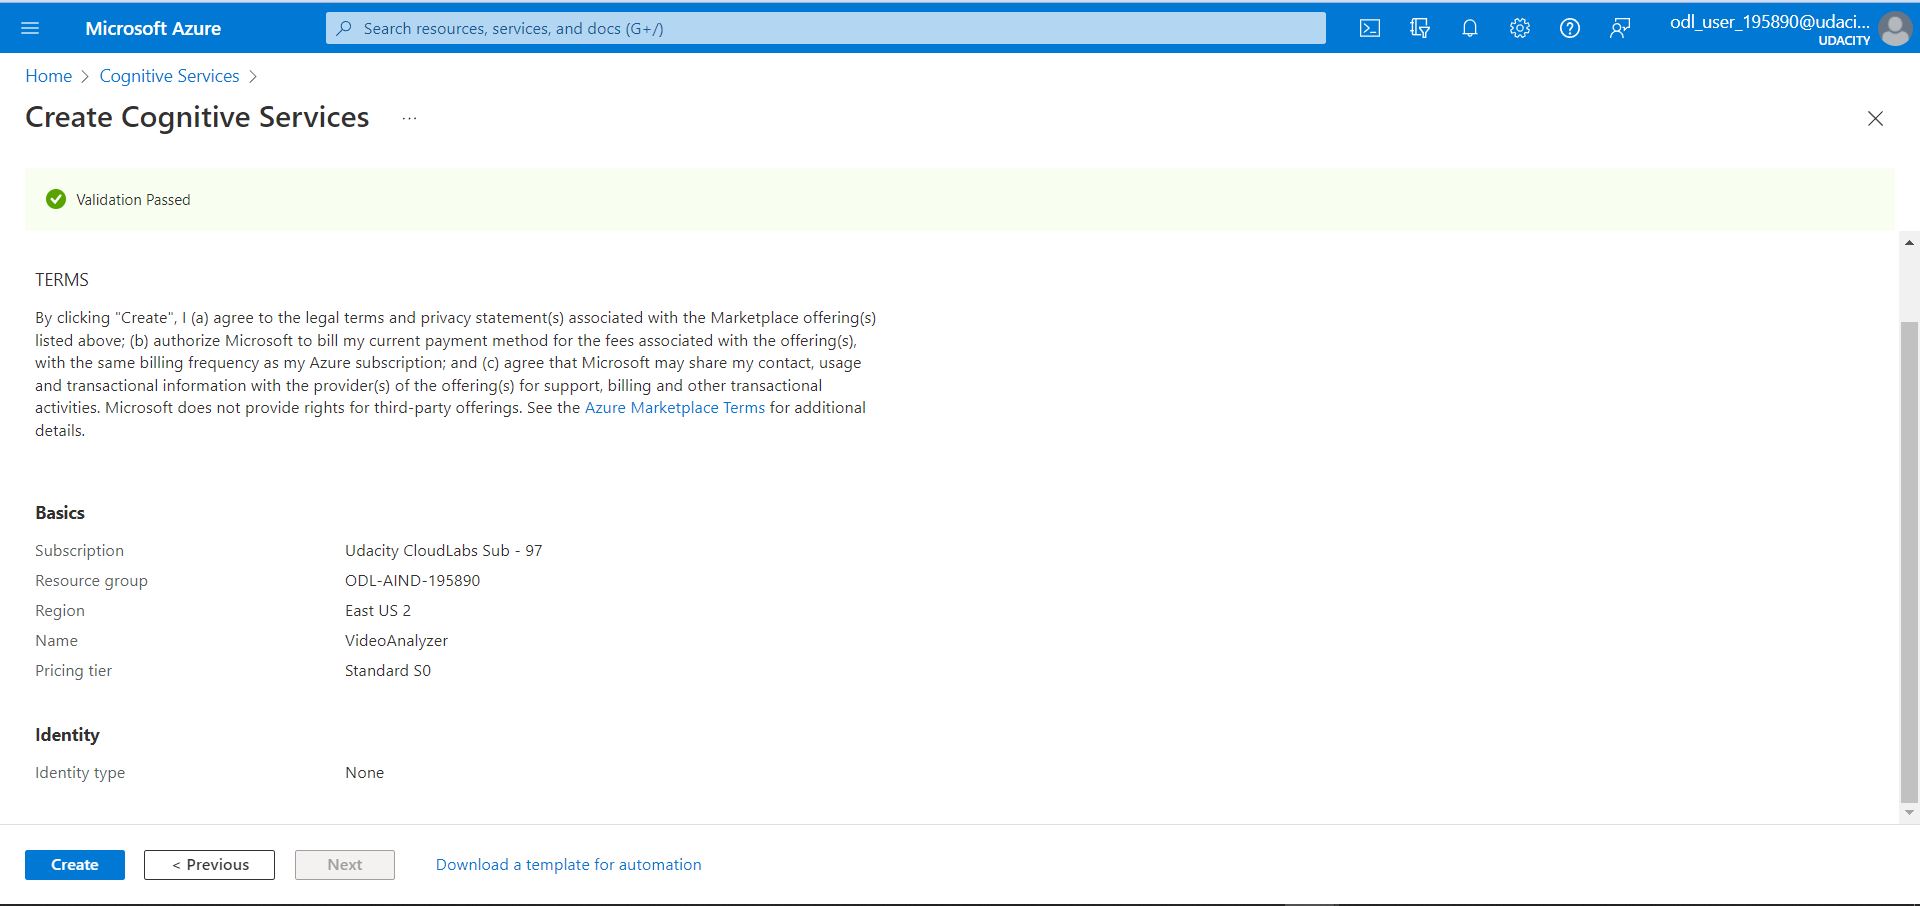 Microsoft Azure
Search resources, services, and docs (G+/)
odl_user_195890@udaci...
UDACITY
Home > Cognitive Services >
Create Cognitive Services ...
Validation Passed
TERMS
By clicking "Create", I (a) agree to the legal terms and privacy statement(s) associated with the Marketplace offering(s)
listed above; (b) authorize Microsoft to bill my current payment method for the fees associated with the offering(s),
with the same billing frequency as my Azure subscription; and (c) agree that Microsoft may share my contact, usage
and transactional information with the provider(s) of the offering(s) for support, billing and other transactional
activities. Microsoft does not provide rights for third-party offerings. See the Azure Marketplace Terms for additional
details.
Basics
Subscription Udacity CloudLabs Sub - 97
Resource group ODL-AIND-195890
Region East US 2
Name VideoAnalyzer
Pricing tier Standard S0
Identity
Identity type None
Create < Previous Next Download a template for automation